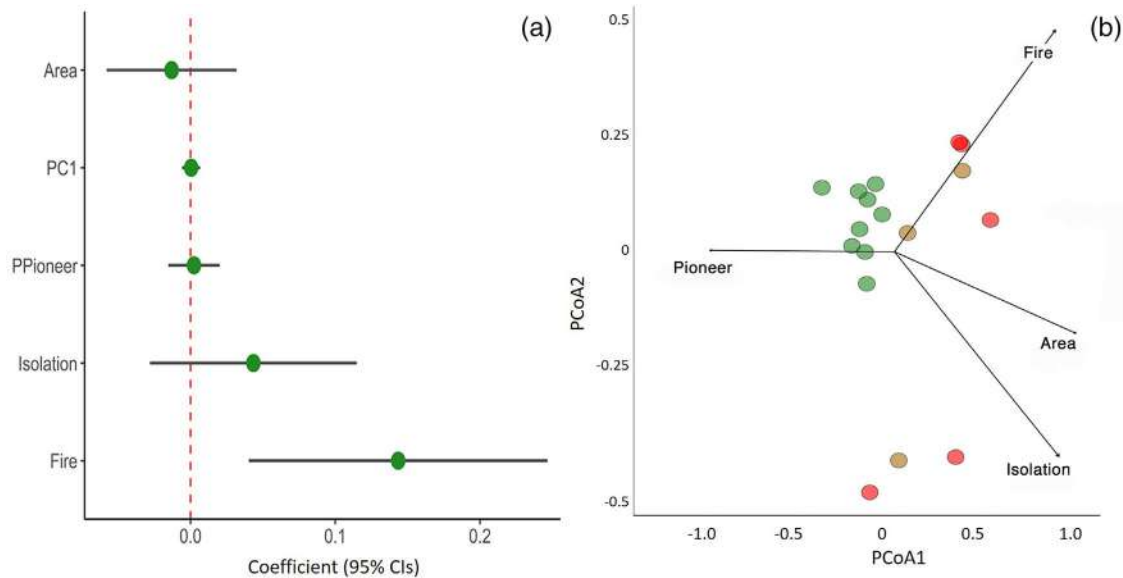 (a)
Area
PC1
PPioneer
Isolation
Fire
0.0 0.1 0.2
Coefficient (95% CIs)
(b)
0.5
0.25
0
-0.25
-0.5
PCoA2
Fire
Pioneer
Area
Isolation
-1.0 -0.5 0 0.5 1.0
PCoA1